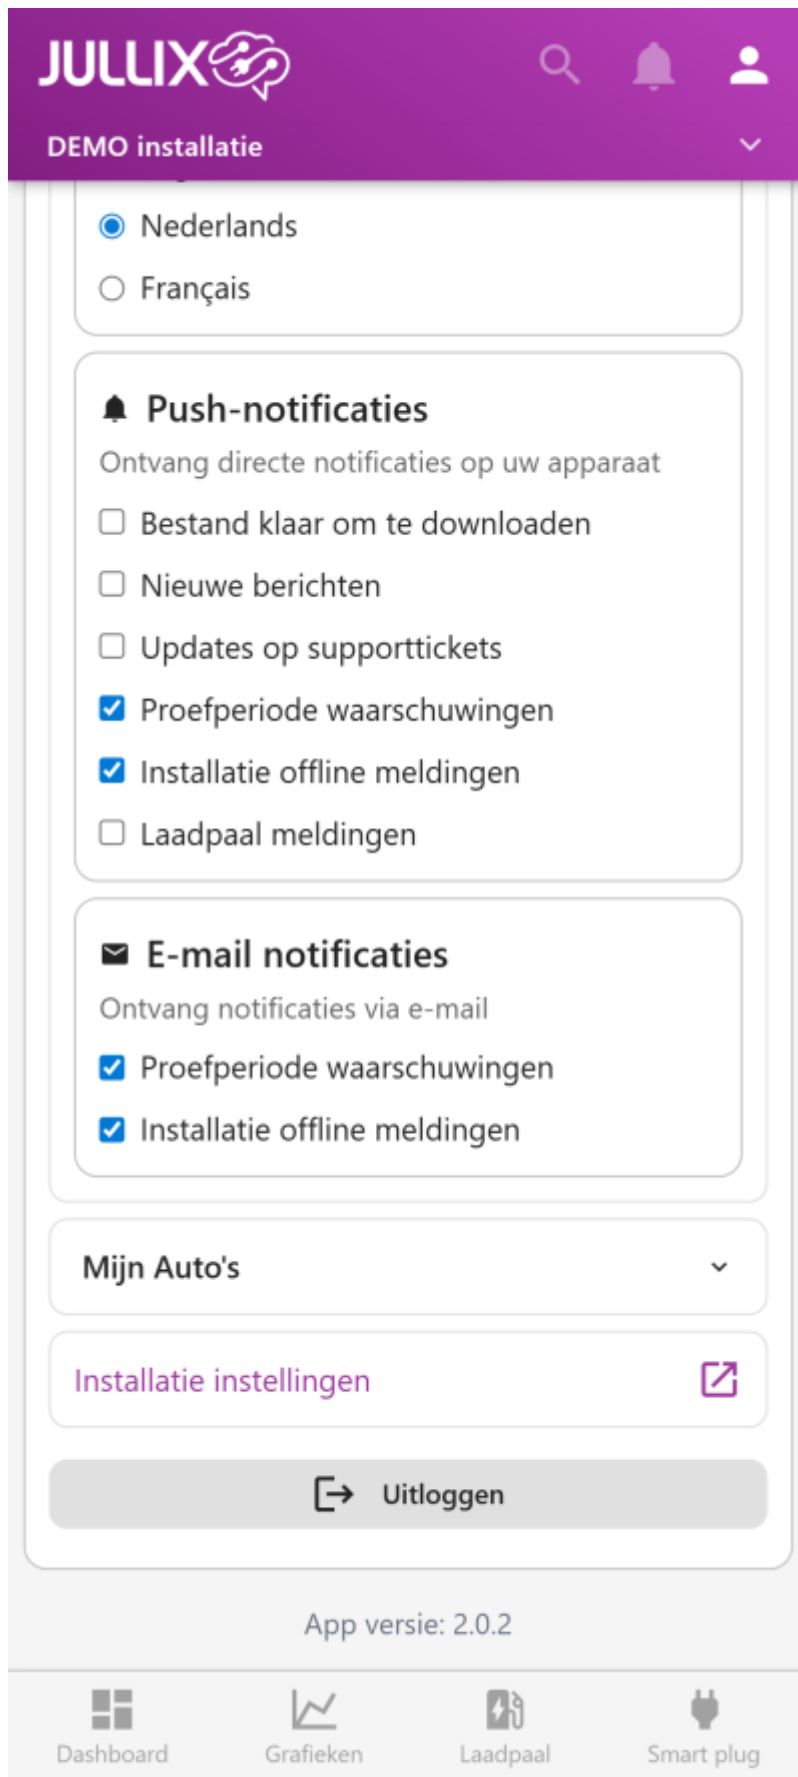 JULLIX
DEMO installatie
Nederlands
Français
Push-notificaties
Ontvang directe notificaties op uw apparaat
Bestand klaar om te downloaden
Nieuwe berichten
Updates op supporttickets
Proefperiode waarschuwingen
Installatie offline meldingen
Laadpaal meldingen
E-mail notificaties
Ontvang notificaties via e-mail
Proefperiode waarschuwingen
Installatie offline meldingen
Mijn Auto's
Installatie instellingen
Uitloggen
App versie: 2.0.2
Dashboard
Grafieken
Laadpaal
Smart plug